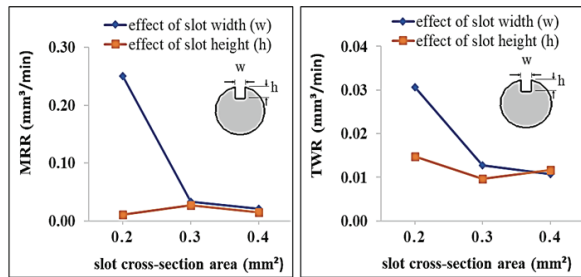 effect of slot width (w)
effect of slot height (h)
w
h
0.30
0.20
0.10
0.00
MRR (mm³/min)
0.2 0.3 0.4
slot cross-section area (mm²)
effect of slot width (w)
effect of slot height (h)
w
h
0.04
0.03
0.02
0.01
0.00
TWR (mm³/min)
0.2 0.3 0.4
slot cross-section area (mm²)